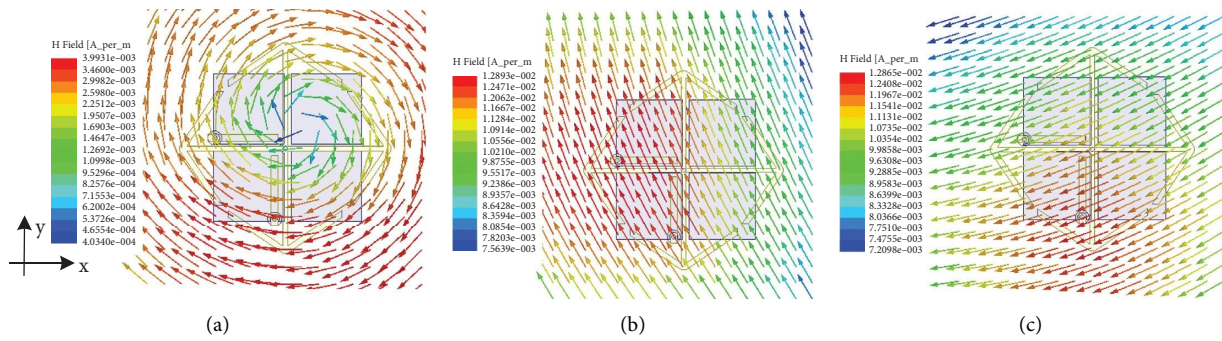 H Field [A_per_m
3.9931e−003
3.4600e−003
2.9982e−003
2.5980e−003
2.2512e−003
1.9507e−003
1.6903e−003
1.4647e−003
1.2692e−003
1.0998e−003
9.5296e−004
8.2576e−004
7.1553e−004
6.2002e−004
5.3726e−004
4.6554e−004
4.0340e−004
y
x
(a)
H Field [A_per_m
1.2893e−002
1.2471e−002
1.2062e−002
1.1667e−002
1.1284e−002
1.0914e−002
1.0556e−002
1.0210e−002
9.8755e−003
9.5517e−003
9.2386e−003
8.9357e−003
8.6428e−003
8.3594e−003
8.0854e−003
7.8203e−003
7.5639e−003
(b)
H Field [A_per_m
1.2865e−002
1.2408e−002
1.1967e−002
1.1541e−002
1.1131e−002
1.0735e−002
1.0354e−002
9.9858e−003
9.6308e−003
9.2885e−003
8.9583e−003
8.6399e−003
8.3328e−003
8.0366e−003
7.7510e−003
7.4755e−003
7.2098e−003
(c)